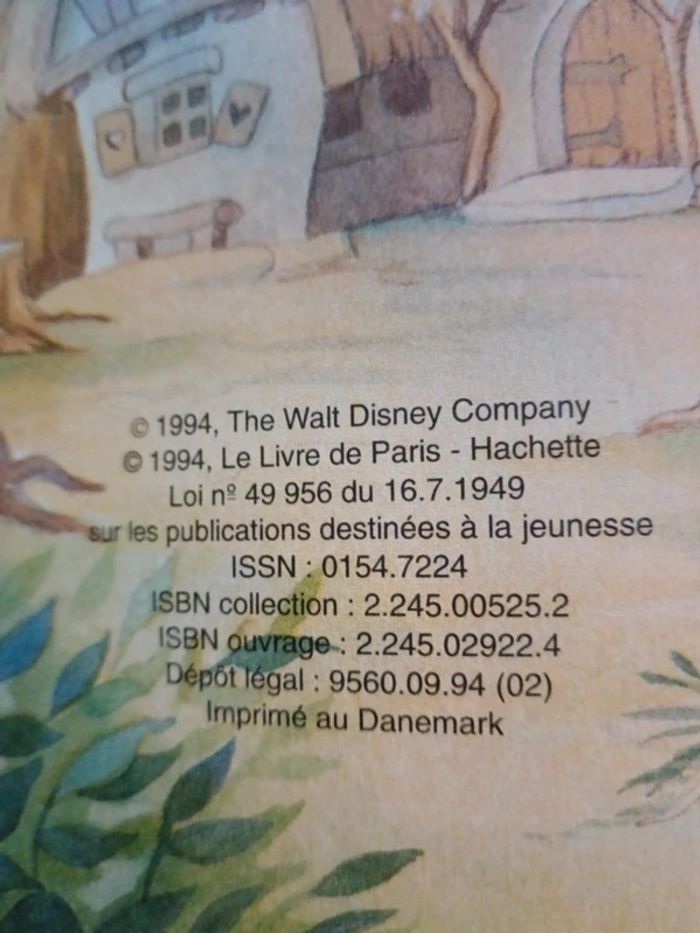 © 1994, The Walt Disney Company
© 1994, Le Livre de Paris - Hachette
Loi nº 49 956 du 16.7.1949
sur les publications destinées à la jeunesse
ISSN : 0154.7224
ISBN collection : 2.245.00525.2
ISBN ouvrage : 2.245.02922.4
Dépôt légal : 9560.09.94 (02)
Imprimé au Danemark